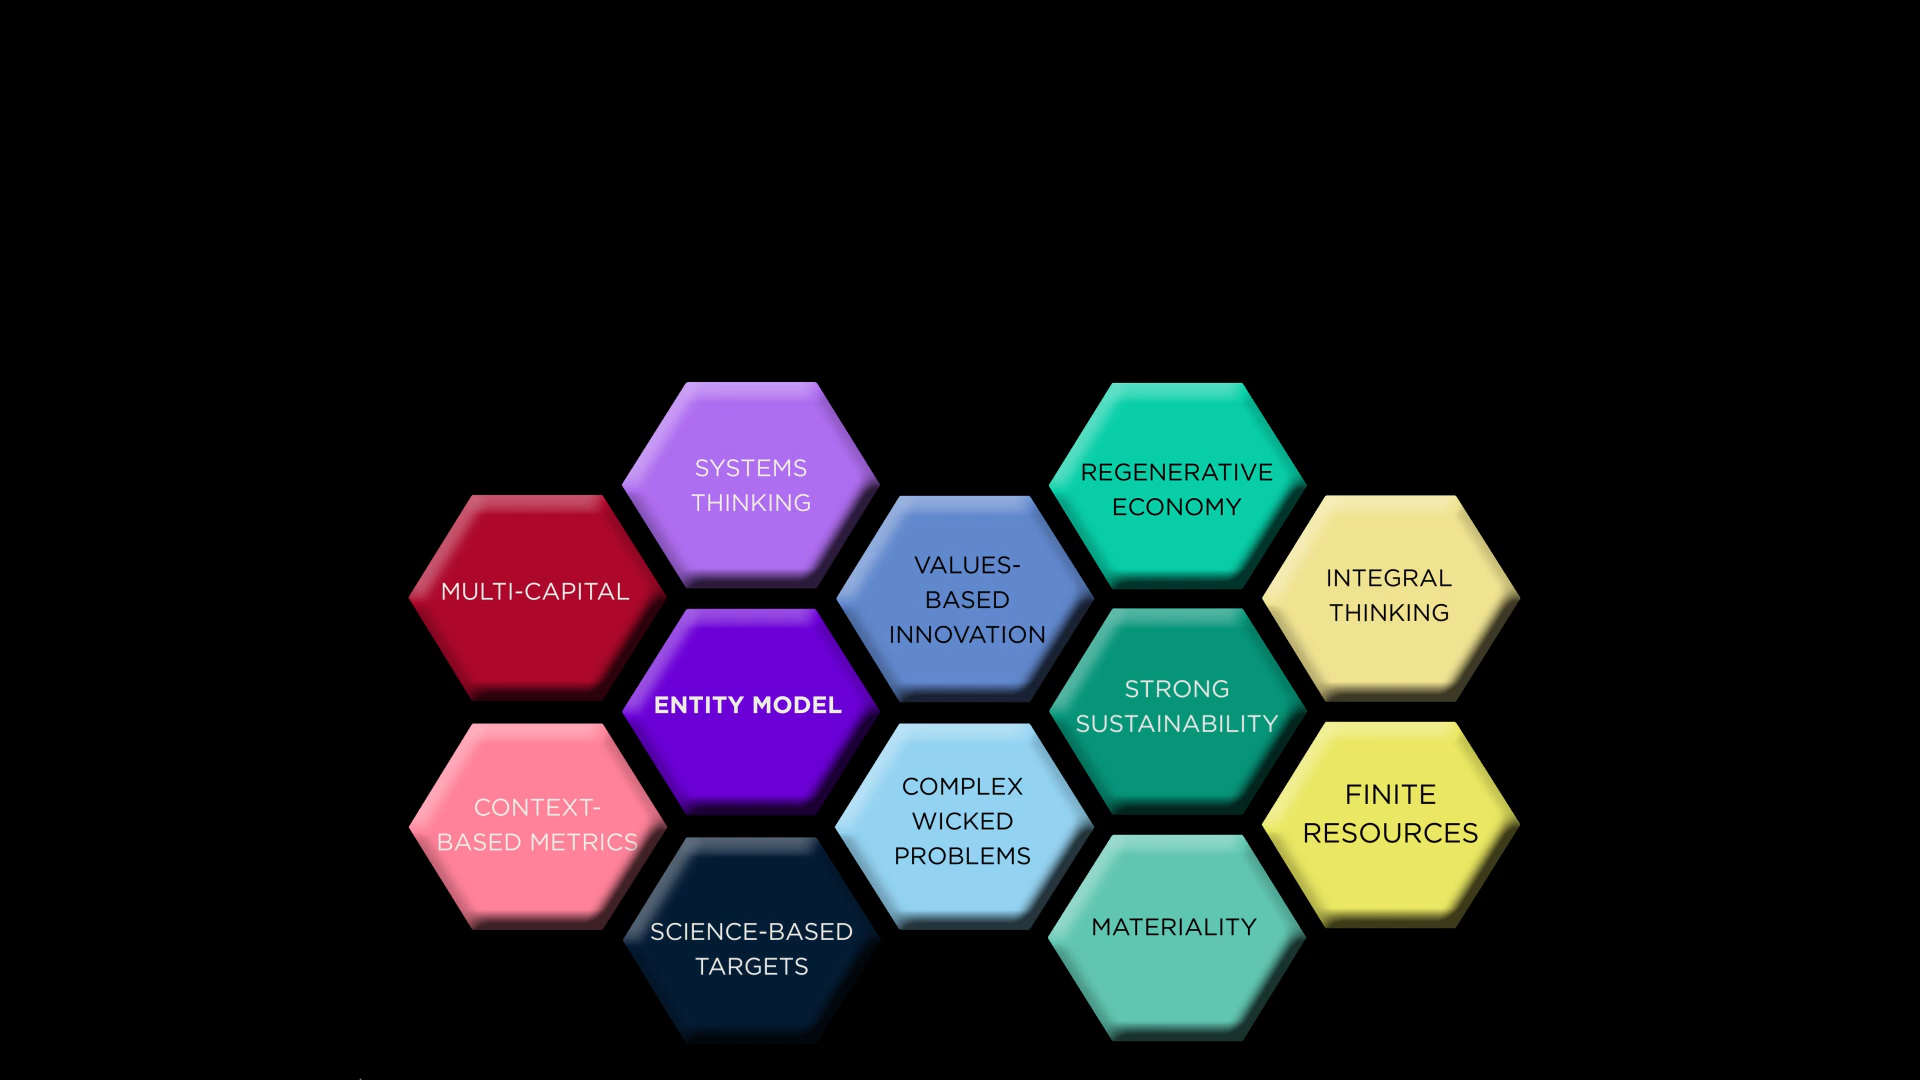 SYSTEMS
THINKING
REGENERATIVE
ECONOMY
MULTI-CAPITAL
VALUES-
BASED
INNOVATION
INTEGRAL
THINKING
ENTITY MODEL
STRONG
SUSTAINABILITY
CONTEXT-
BASED METRICS
COMPLEX
WICKED
PROBLEMS
FINITE
RESOURCES
SCIENCE-BASED
TARGETS
MATERIALITY